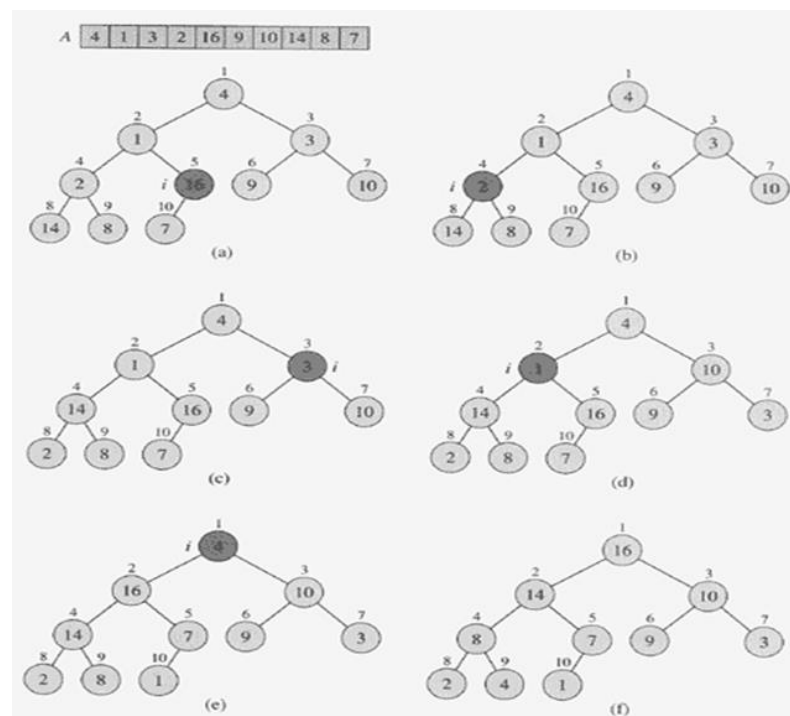 A 4 1 3 2 16 9 10 14 8 7
1
4
2 3
1 3
4 5 6 7
2 i 16 9 10
8 9 10
14 8 7
(a)
1
4
2 3
1 3
4 5 6 7
i 2 16 9 10
8 9 10
14 8 7
(b)
1
4
2 3
1 3 i
4 5 6 7
14 16 9 10
8 9 10
2 8 7
(c)
1
4
2 3
i 1 10
4 5 6 7
14 16 9 3
8 9 10
2 8 7
(d)
1
i 4
2 3
16 10
4 5 6 7
14 7 9 3
8 9 10
2 8 1
(e)
1
16
2 3
14 10
4 5 6 7
8 7 9 3
8 9 10
2 4 1
(f)